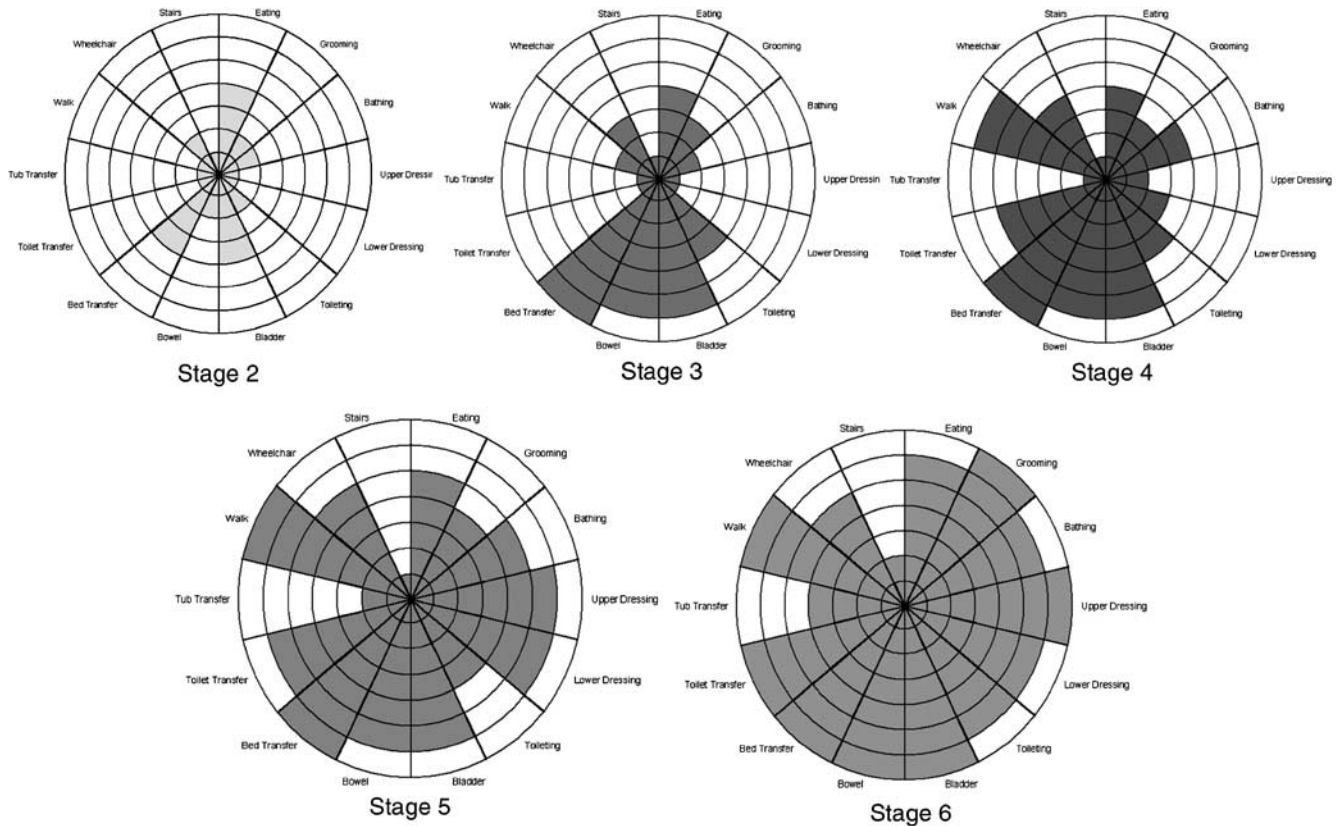 Stairs
Eating
Wheelchair
Grooming
Walk
Bathing
Tub Transfer
Upper Dressir
Toilet Transfer
Lower Dressing
Bed Transfer
Toileting
Bowel
Bladder
Stage 2
Stairs
Eating
Wheelchair
Grooming
Walk
Bathing
Tub Transfer
Upper Dressin
Toilet Transfer
Lower Dressing
Bed Transfer
Toileting
Bowel
Bladder
Stage 3
Stairs
Eating
Wheelchair
Grooming
Walk
Bathing
Tub Transfer
Upper Dressing
Toilet Transfer
Lower Dressing
Bed Transfer
Toileting
Bowel
Bladder
Stage 4
Stairs
Eating
Wheelchair
Grooming
Walk
Bathing
Tub Transfer
Upper Dressing
Toilet Transfer
Lower Dressing
Bed Transfer
Toileting
Bowel
Bladder
Stage 5
Stairs
Eating
Wheelchair
Grooming
Walk
Bathing
Tub Transfer
Upper Dressing
Toilet Transfer
Lower Dressing
Bed Transfer
Toileting
Bowel
Bladder
Stage 6